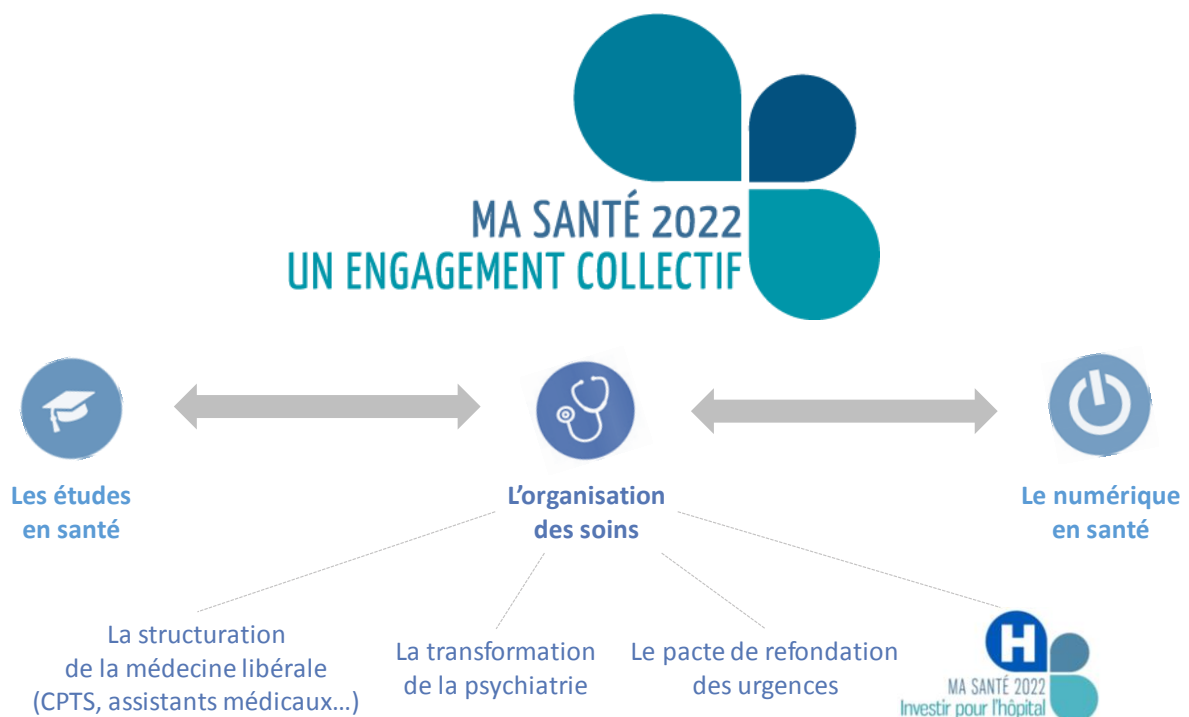 MA SANTÉ 2022
UN ENGAGEMENT COLLECTIF
Les études
en santé
L'organisation
des soins
Le numérique
en santé
La structuration
de la médecine libérale
(CPTS, assistants médicaux…)
La transformation
de la psychiatrie
Le pacte de refondation
des urgences
H
MA SANTÉ 2022
Investir pour l'hôpital